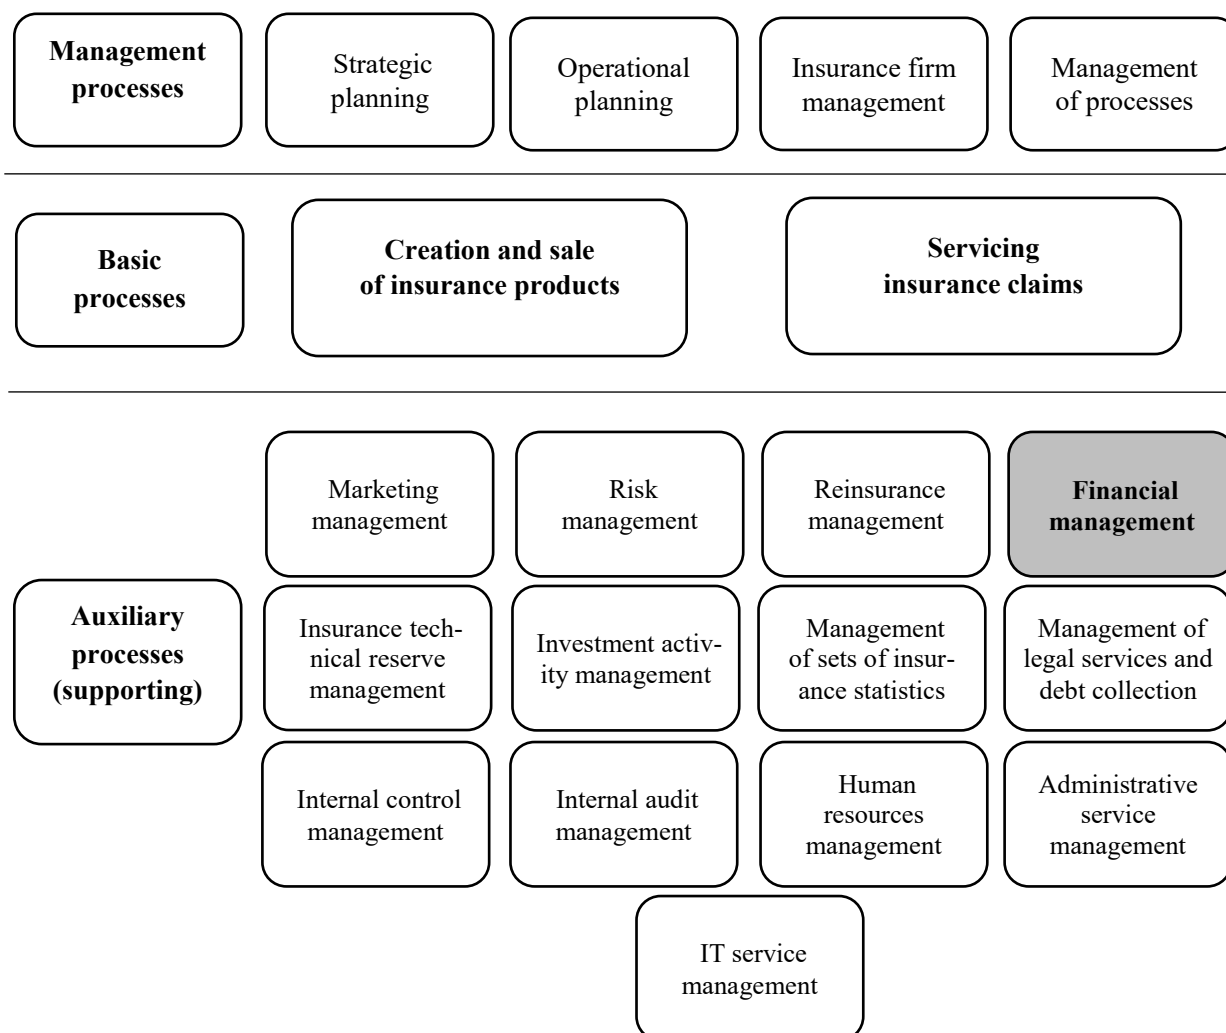 Management
processes
Strategic
planning
Operational
planning
Insurance firm
management
Management
of processes
Basic
processes
Creation and sale
of insurance products
Servicing
insurance claims
Auxiliary
processes
(supporting)
Marketing
management
Risk
management
Reinsurance
management
Financial
management
Insurance tech-
nical reserve
management
Investment activ-
ity management
Management
of sets of insur-
ance statistics
Management of
legal services and
debt collection
Internal control
management
Internal audit
management
Human
resources
management
Administrative
service
management
IT service
management